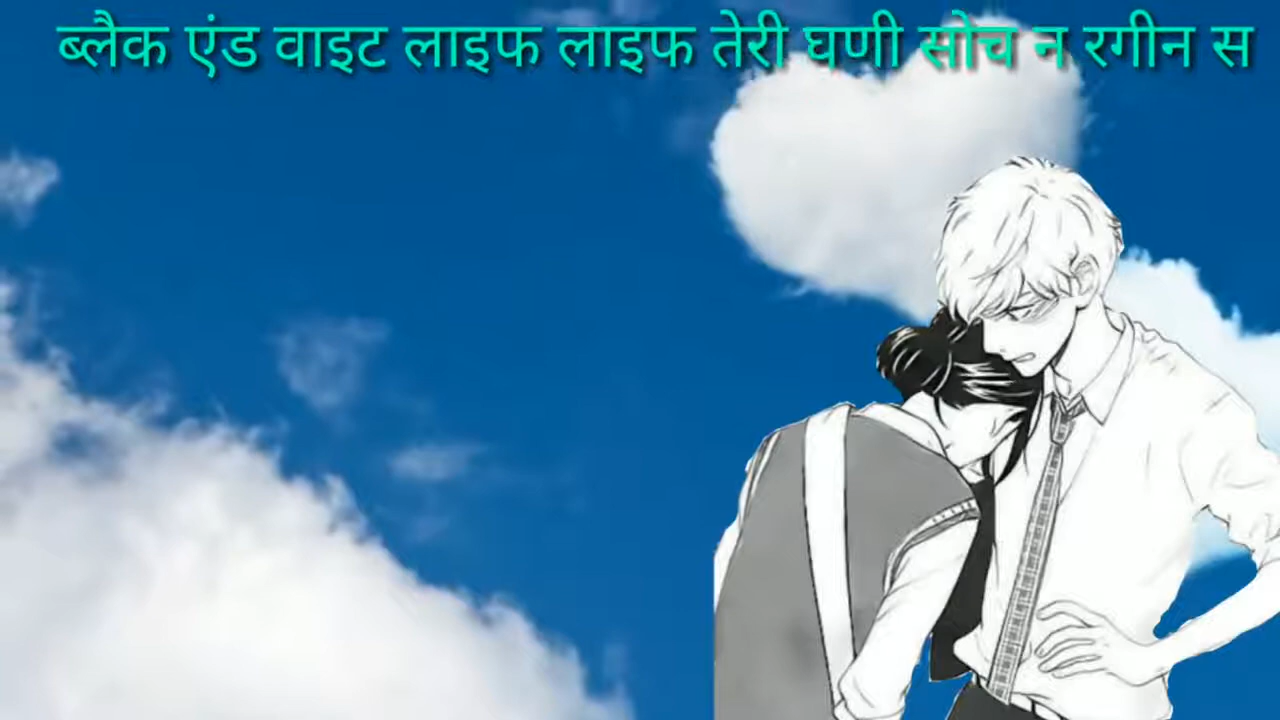 ब्लैक एंड वाइट लाइफ लाइफ तेरी घणी सोच न रगीन स